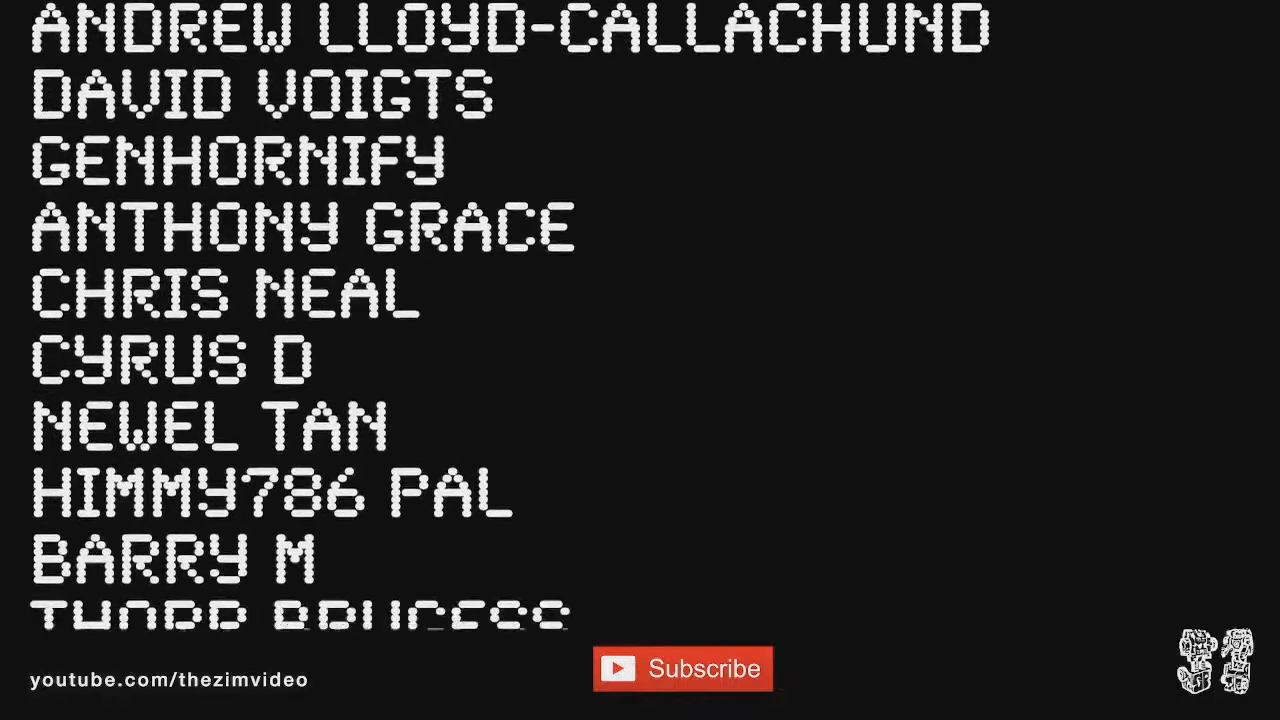 ANDREW LLOYD-CALLACHUND
DAVID VOIGTS
GENHORNIFY
ANTHONY GRACE
CHRIS NEAL
CYRUS D
NEWEL TAN
HIMMY786 PAL
BARRY M
youtube.com/thezimvideo
Subscribe